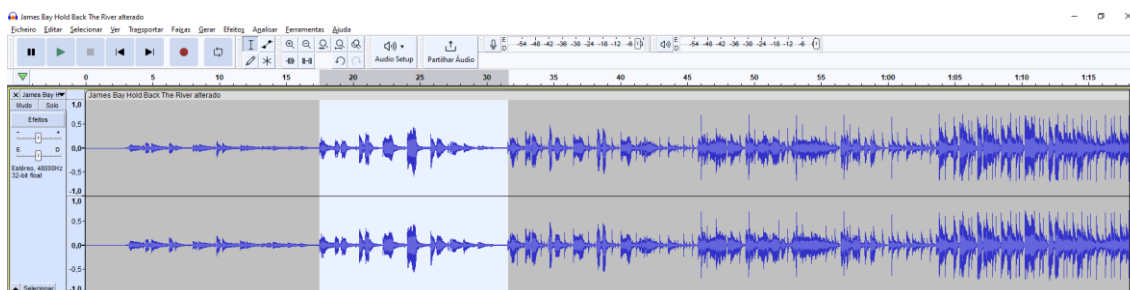 James Bay Hold Back The River alterado
Ficheiro Editar Selecionar Ver Transportar Faixas Gerar Efeitos Analisar Ferramentas Ajuda
Audio Setup
Partilhar Áudio
E
D
-54 -48 -42 -36 -30 -24 -18 -12 -6
E
D
-54 -48 -42 -36 -30 -24 -18 -12 -6
0 5 10 15 20 25 30 35 40 45 50 55 1:00 1:05 1:10 1:15
James Bay H
James Bay Hold Back The River alterado
Mudo Solo
Efeitos
- +
E D
Estéreo, 48000Hz
32-bit float
Selecionar
1,0
0,5-
0,0-
-0,5-
-1,0
1,0
0,5-
0,0-
-0,5-
-1,0